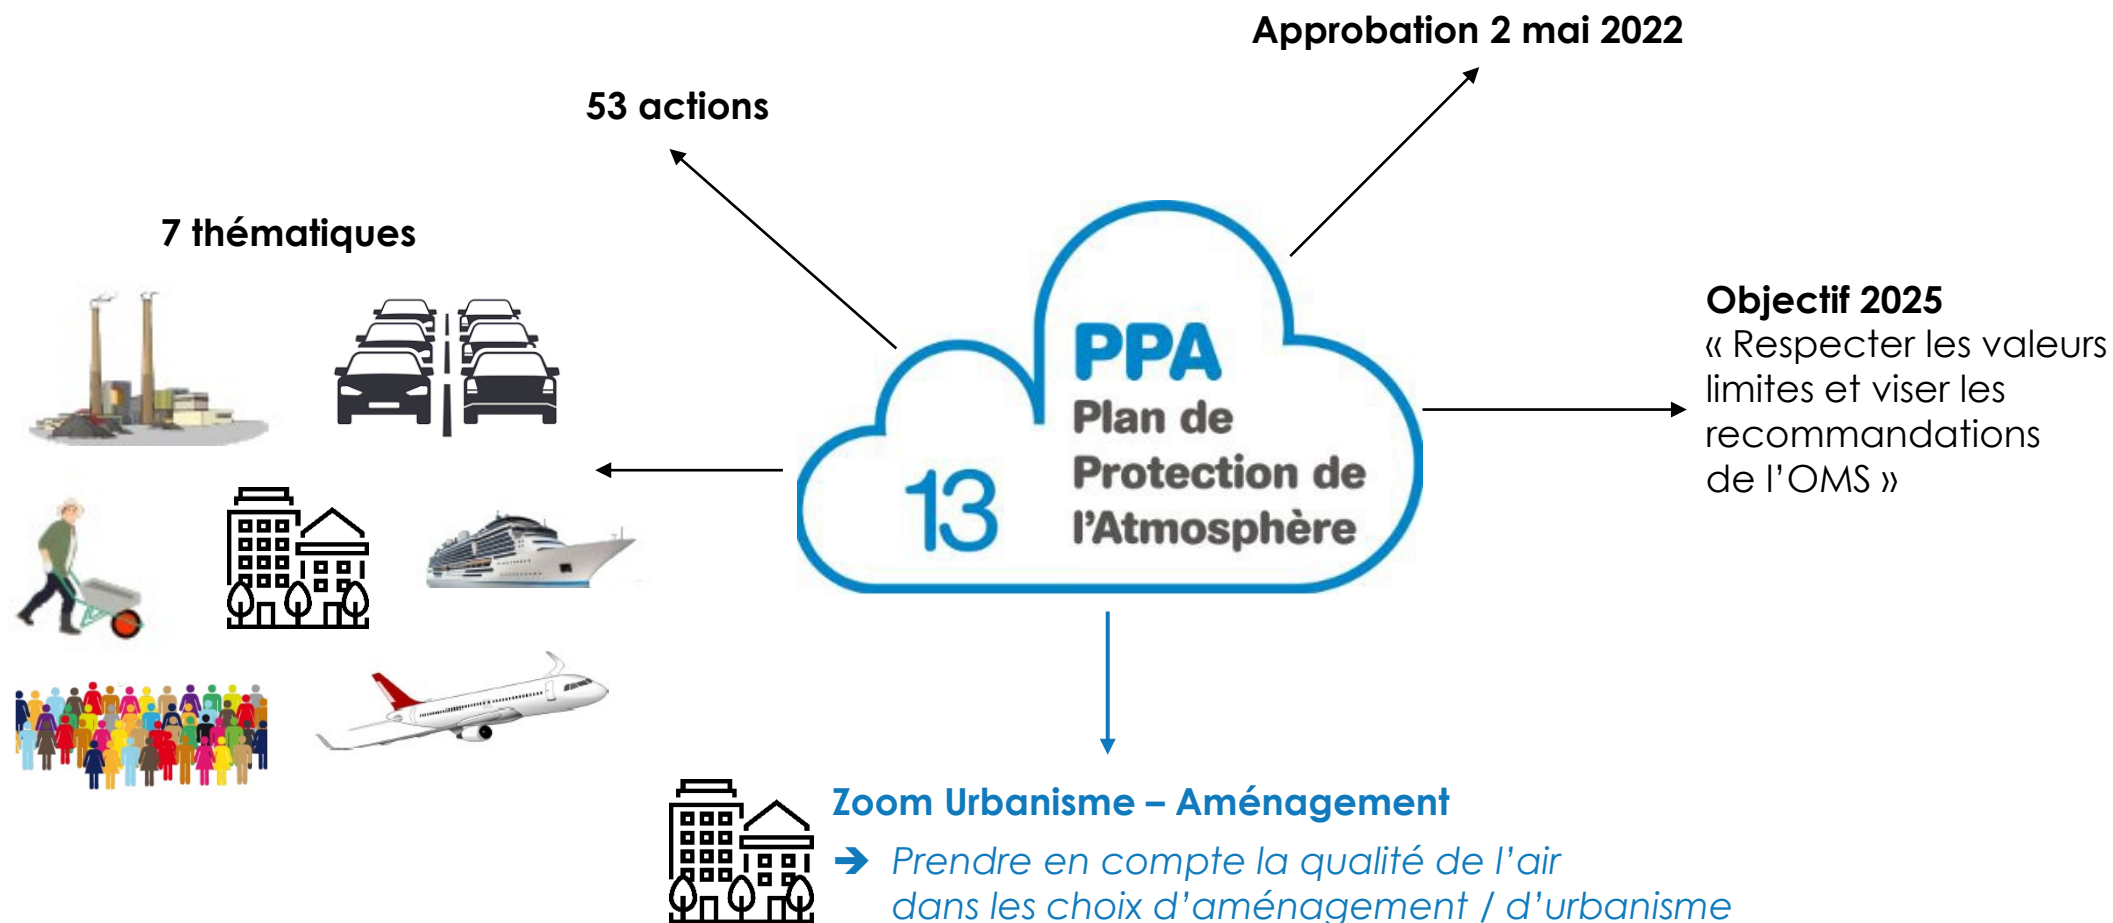 Approbation 2 mai 2022
53 actions
7 thématiques
PPA
Plan de
Protection de
l'Atmosphère
13
Objectif 2025
« Respecter les valeurs
limites et viser les
recommandations
de l'OMS »
Zoom Urbanisme – Aménagement
➔ Prendre en compte la qualité de l'air
dans les choix d'aménagement / d'urbanisme